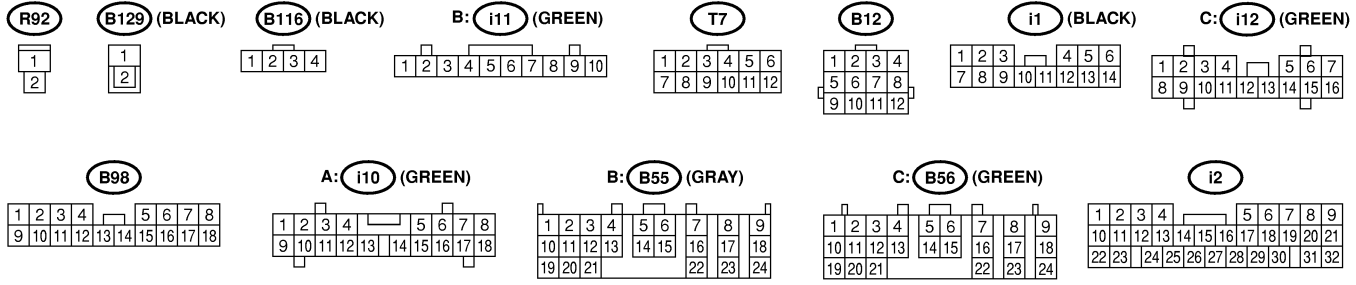 R92 B129 (BLACK) B116 (BLACK) B: i11 (GREEN) T7 B12 i1 (BLACK) C: i12 (GREEN)
1
2
1
2
1 2 3 4
1 2 3 4 5 6 7 8 9 10
1 2 3 4 5 6
7 8 9 10 11 12
1 2 3 4
5 6 7 8
9 10 11 12
1 2 3 4 5 6
7 8 9 10 11 12 13 14
1 2 3 4 5 6 7
8 9 10 11 12 13 14 15 16
B98 A: i10 (GREEN) B: B55 (GRAY) C: B56 (GREEN) i2
1 2 3 4 5 6 7 8
9 10 11 12 13 14 15 16 17 18
1 2 3 4 5 6 7 8
9 10 11 12 13 14 15 16 17 18
1 2 3 4 5 6 7 8 9
10 11 12 13 14 15 16 17 18
19 20 21 22 23 24
1 2 3 4 5 6 7 8 9
10 11 12 13 14 15 16 17 18
19 20 21 22 23 24
1 2 3 4 5 6 7 8 9
10 11 12 13 14 15 16 17 18 19 20 21
22 23 24 25 26 27 28 29 30 31 32